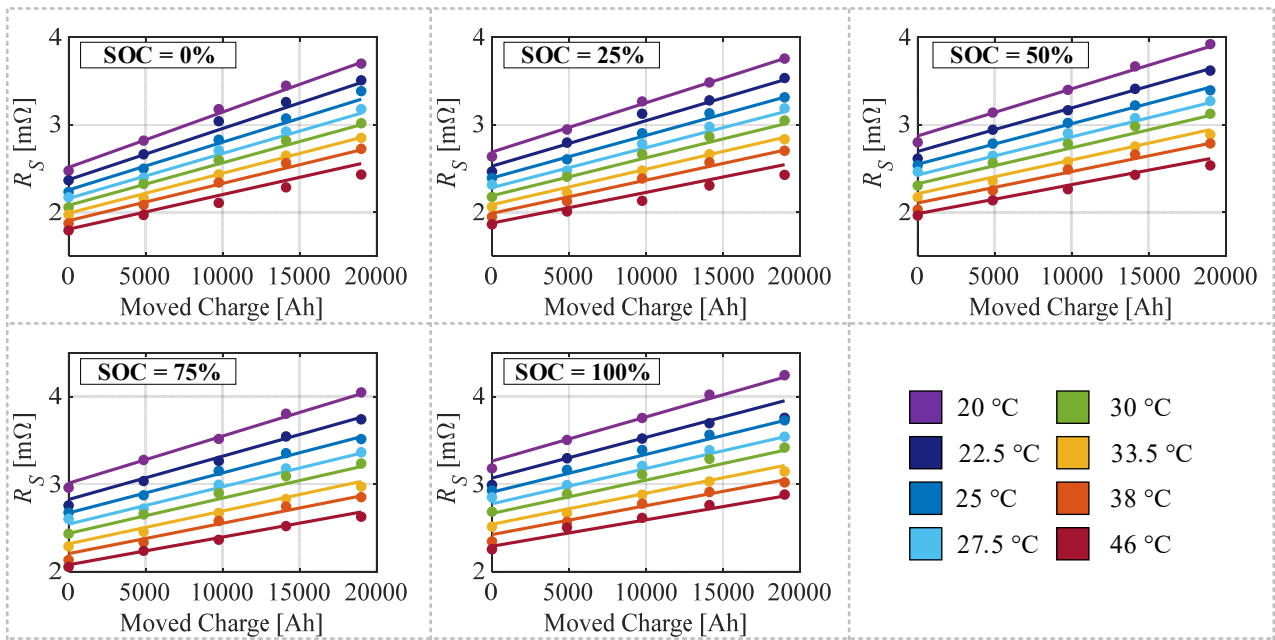 SOC = 0%
4
3
2
R_S [mΩ]
0 5000 10000 15000 20000
Moved Charge [Ah]
SOC = 25%
4
3
2
R_S [mΩ]
0 5000 10000 15000 20000
Moved Charge [Ah]
SOC = 50%
4
3
2
R_S [mΩ]
0 5000 10000 15000 20000
Moved Charge [Ah]
SOC = 75%
4
3
2
R_S [mΩ]
0 5000 10000 15000 20000
Moved Charge [Ah]
SOC = 100%
4
3
2
R_S [mΩ]
0 5000 10000 15000 20000
Moved Charge [Ah]
20 °C
22.5 °C
25 °C
27.5 °C
30 °C
33.5 °C
38 °C
46 °C